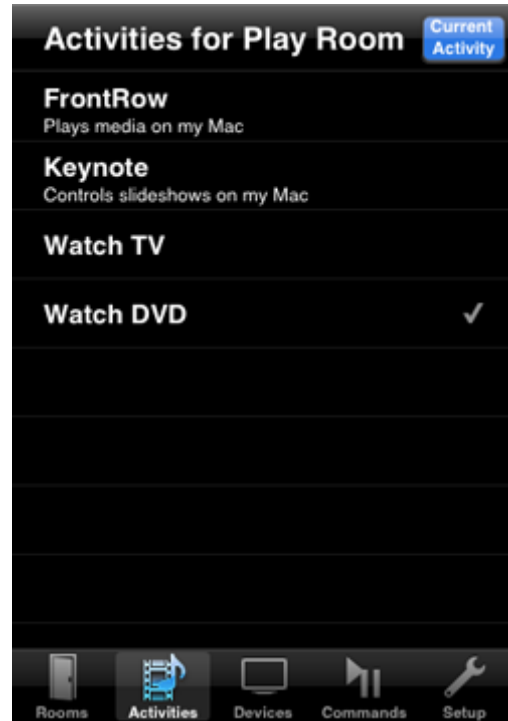 Activities for Play Room
Current
Activity
FrontRow
Plays media on my Mac
Keynote
Controls slideshows on my Mac
Watch TV
Watch DVD
Rooms Activities Devices Commands Setup